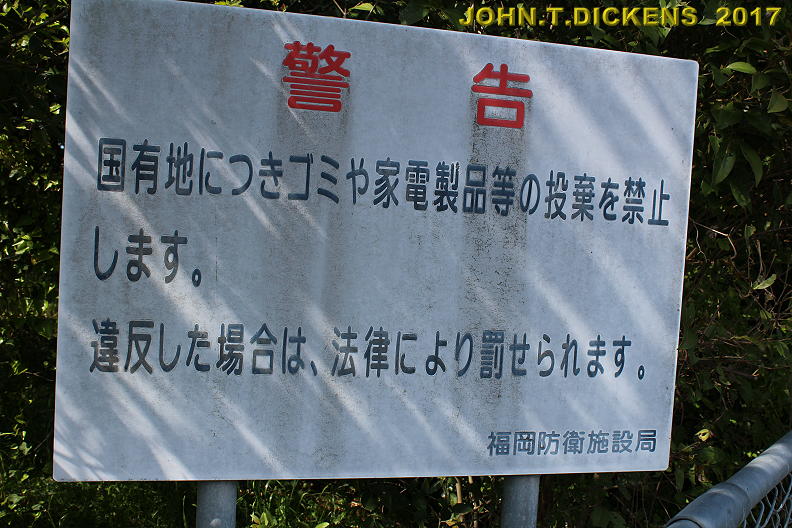 JOHN.T.DICKENS 2017
警告
国有地につきゴミや家電製品等の投棄を禁止
します。
違反した場合は、法律により罰せられます。
福岡防衛施設局